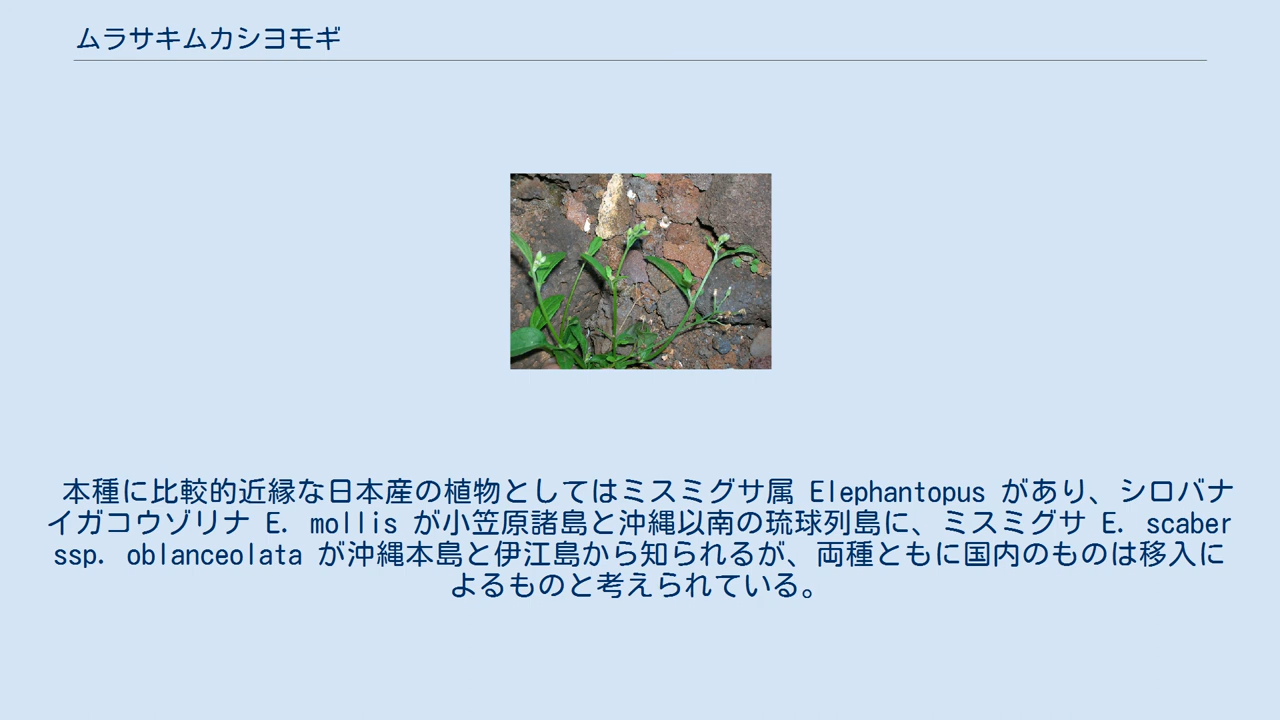 ムラサキムカシヨモギ
本種に比較的近縁な日本産の植物としてはミスミグサ属 Elephantopus があり、シロバナ
イガコウゾリナ E. mollis が小笠原諸島と沖縄以南の琉球列島に、ミスミグサ E. scaber
ssp. oblanceolata が沖縄本島と伊江島から知られるが、両種ともに国内のものは移入に
よるものと考えられている。